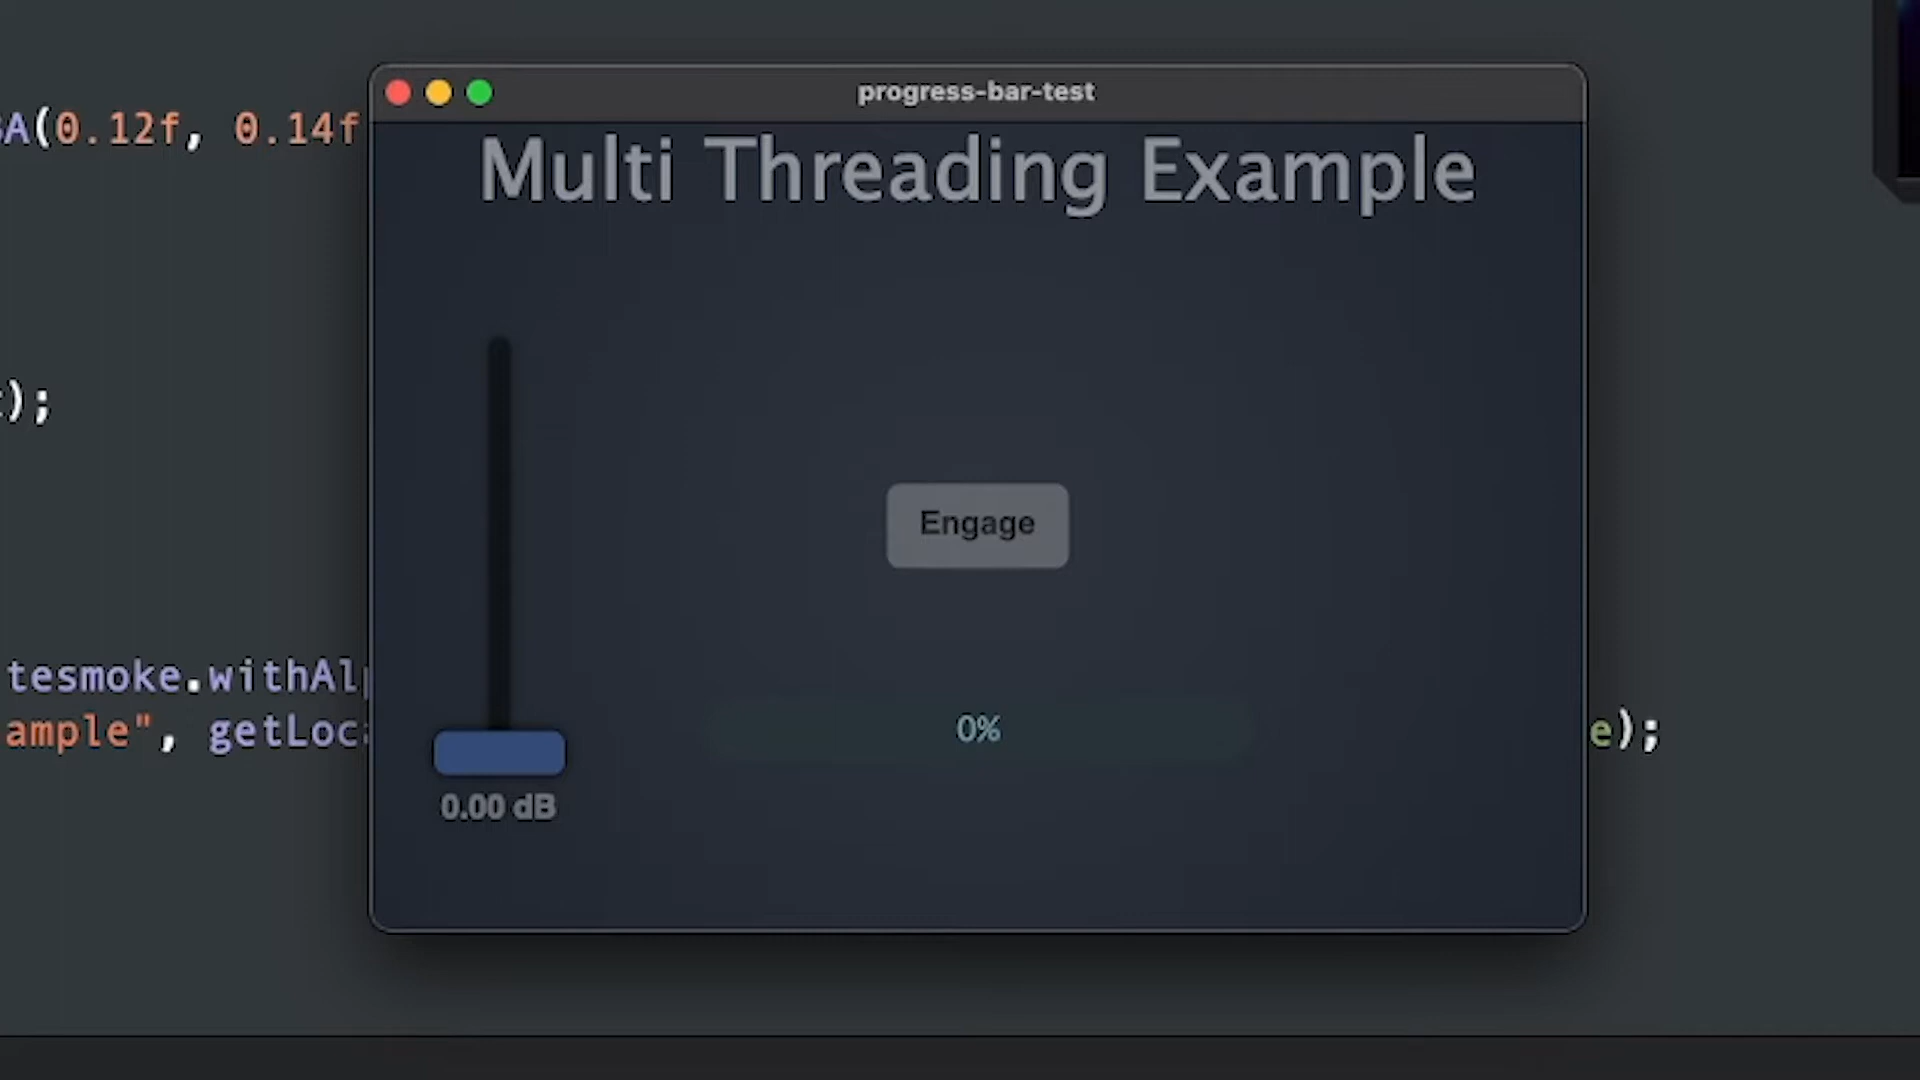 progress-bar-test
A(0.12f, 0.14f
Multi Threading Example
);
Engage
tesmoke.withAl
ample", getLoc e);
0%
0.00 dB